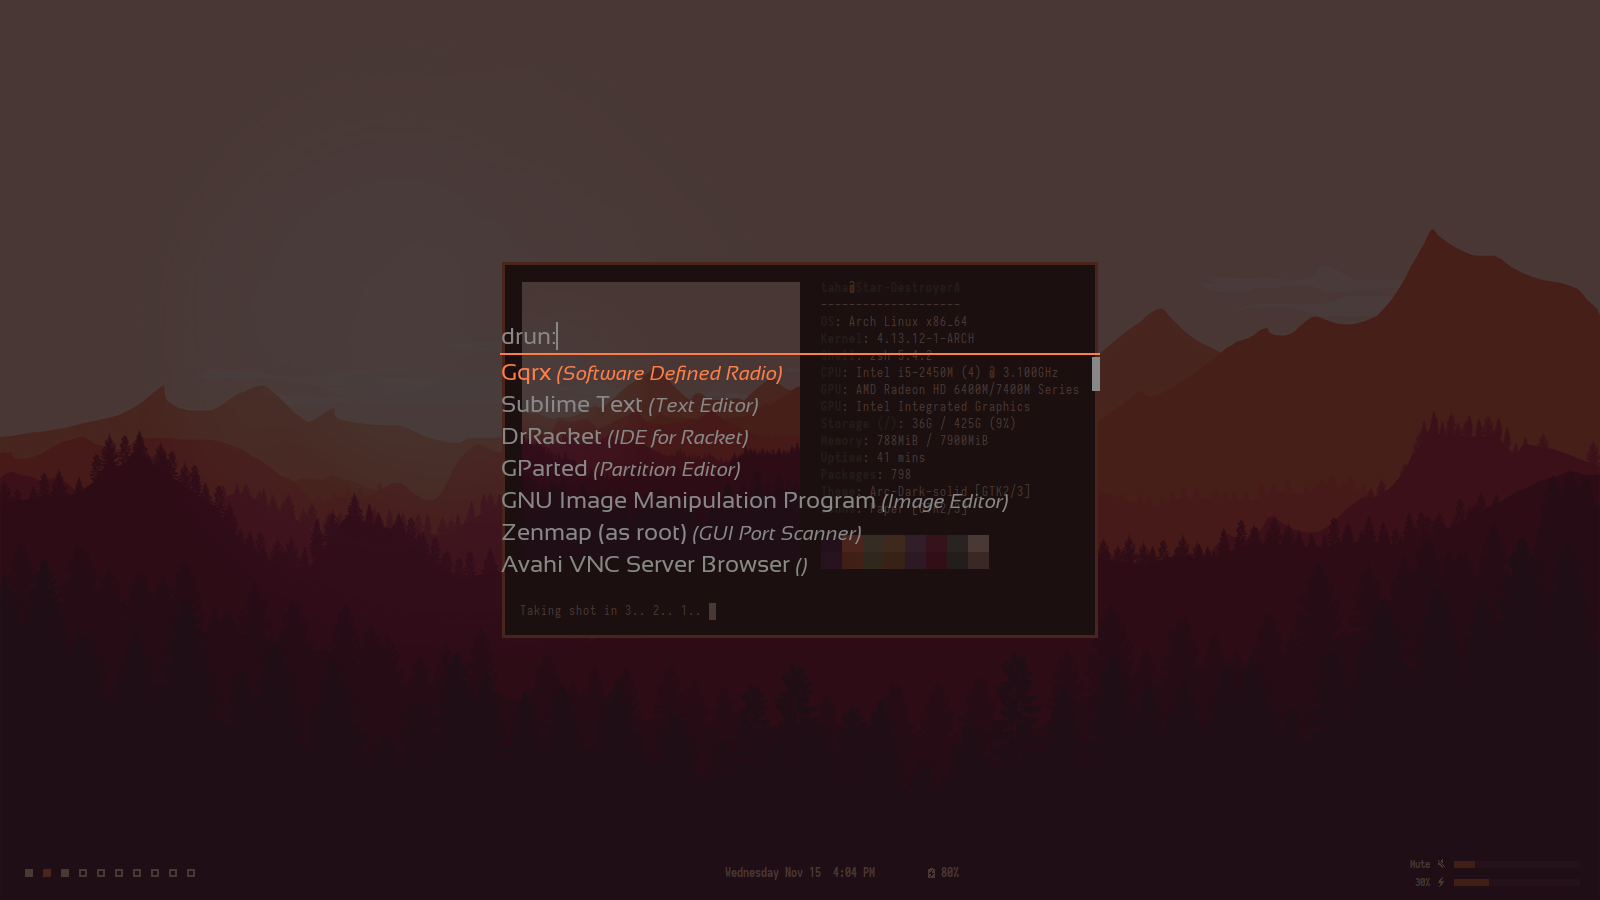 taha@Star-Destroyer
--------------------
OS: Arch Linux x86_64
drun:
Kernel: 4.13.12-1-ARCH
Shell: zsh 5.4.2
Gqrx (Software Defined Radio)
CPU: Intel i5-2450M (4) @ 3.100GHz
GPU: AMD Radeon HD 6400M/7400M Series
Sublime Text (Text Editor)
GPU: Intel Integrated Graphics
Storage (/): 36G / 425G (9%)
DrRacket (IDE for Racket)
Memory: 788MiB / 7900MiB
Uptime: 41 mins
GParted (Partition Editor)
Packages: 798
Theme: Arc-Dark-solid [GTK2/3]
GNU Image Manipulation Program (Image Editor)
Paper [GTK2/3]
Zenmap (as root) (GUI Port Scanner)
Avahi VNC Server Browser ()
Taking shot in 3.. 2.. 1..
Mute
Wednesday Nov 15 4:04 PM 80%
30%